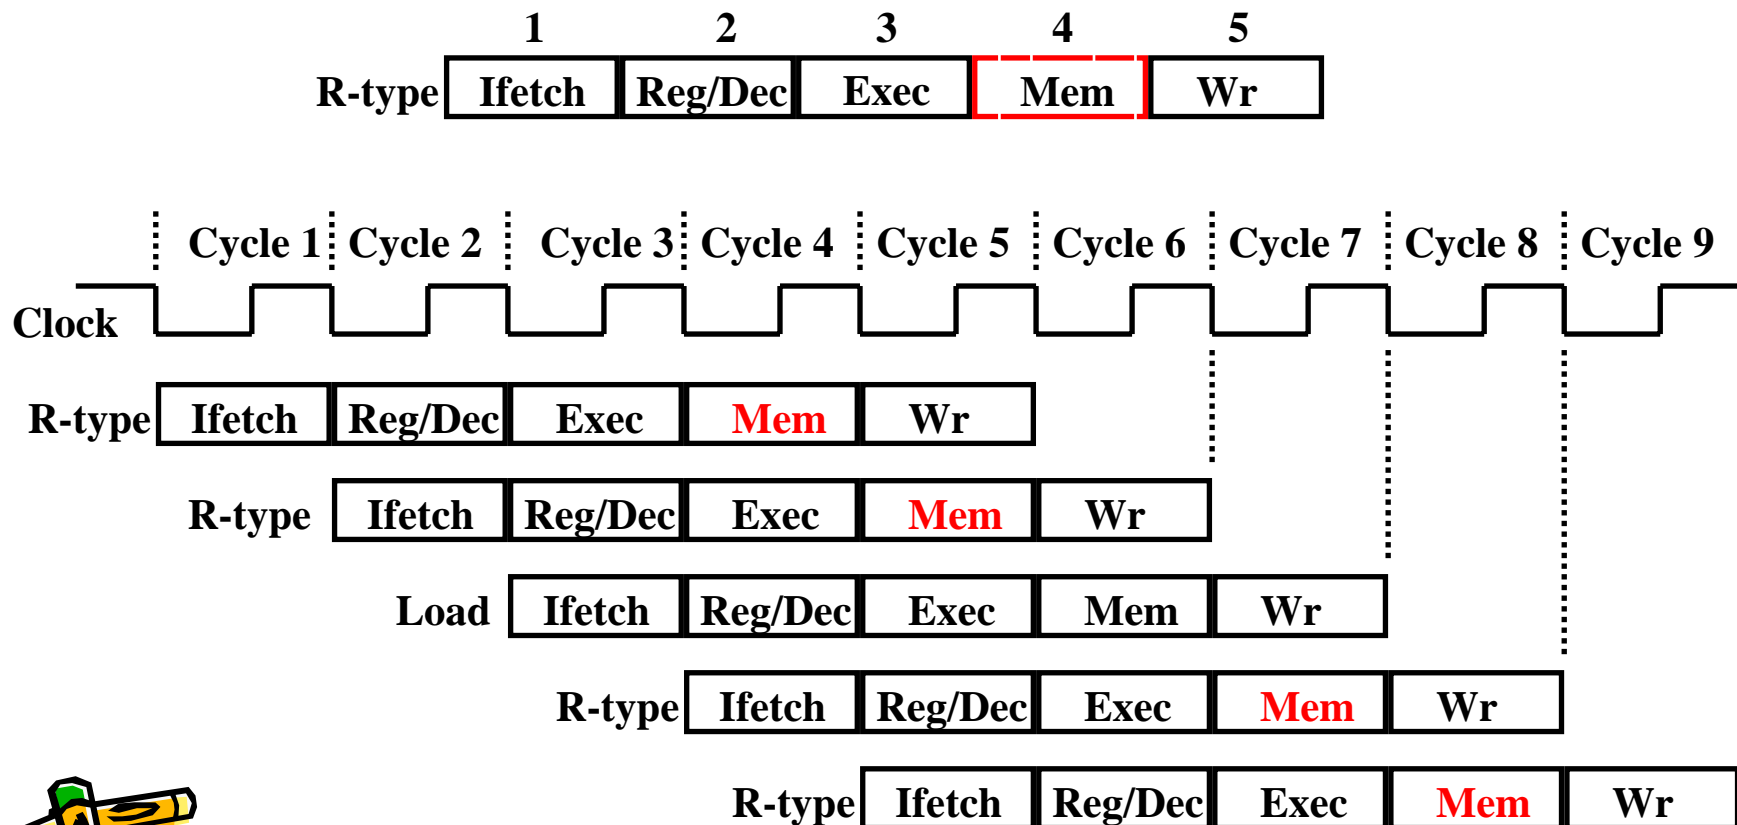 1 2 3 4 5
R-type Ifetch Reg/Dec Exec Mem Wr
Cycle 1 Cycle 2 Cycle 3 Cycle 4 Cycle 5 Cycle 6 Cycle 7 Cycle 8 Cycle 9
Clock
R-type Ifetch Reg/Dec Exec Mem Wr
R-type Ifetch Reg/Dec Exec Mem Wr
Load Ifetch Reg/Dec Exec Mem Wr
R-type Ifetch Reg/Dec Exec Mem Wr
R-type Ifetch Reg/Dec Exec Mem Wr